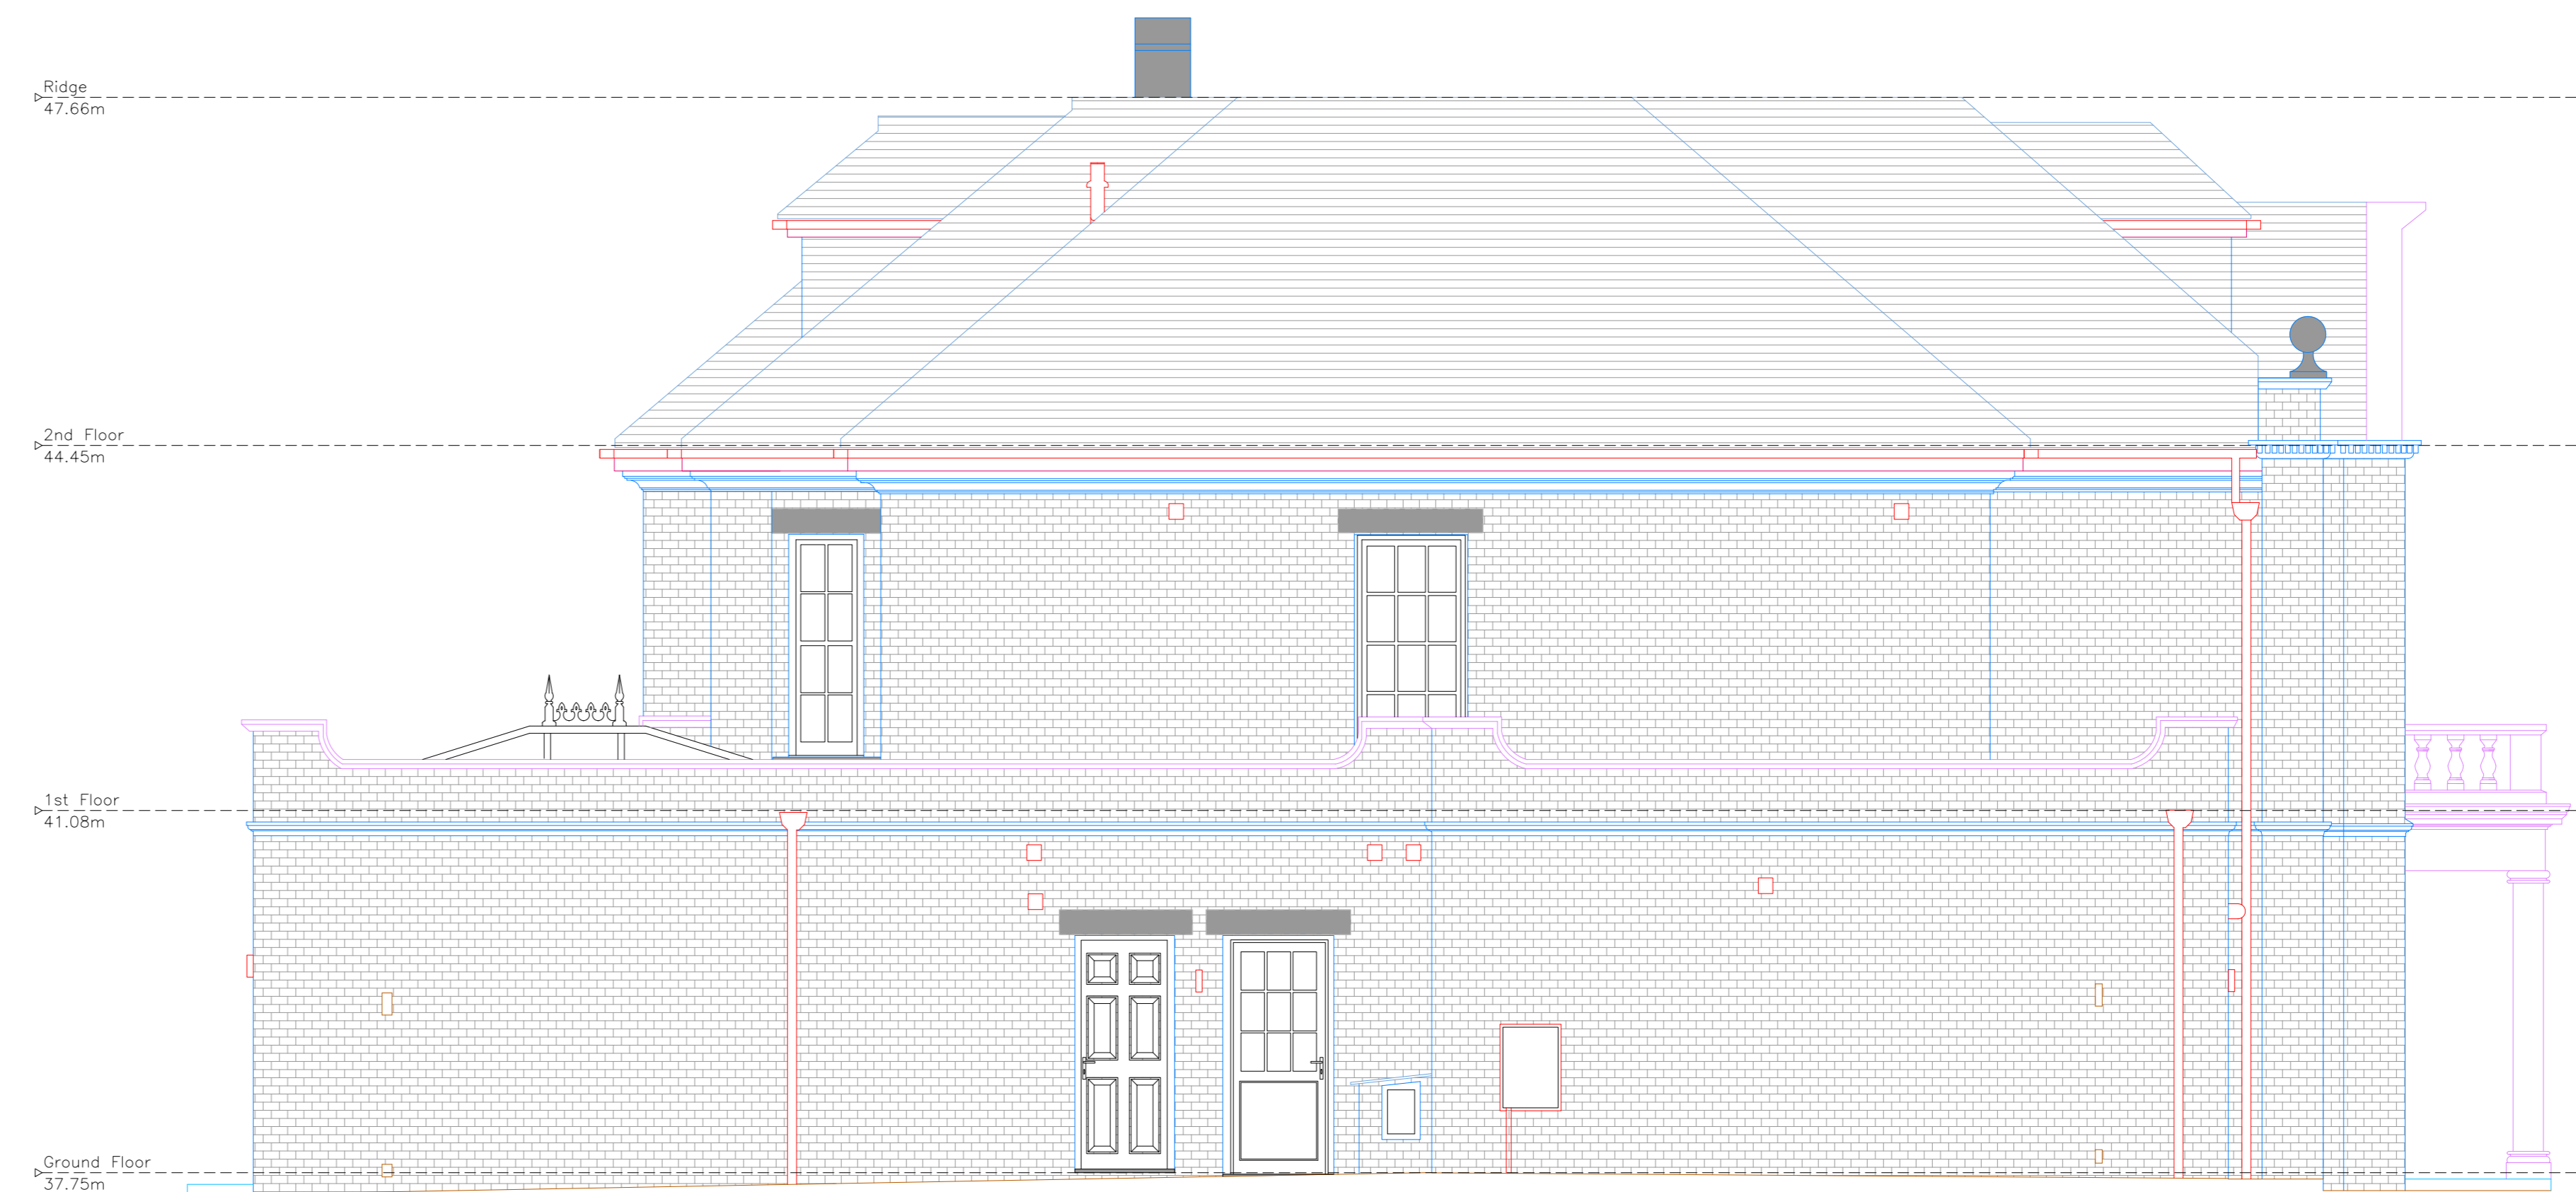 Ridge
47.66m
2nd Floor
44.45m
1st Floor
41.08m
Ground Floor
37.75m